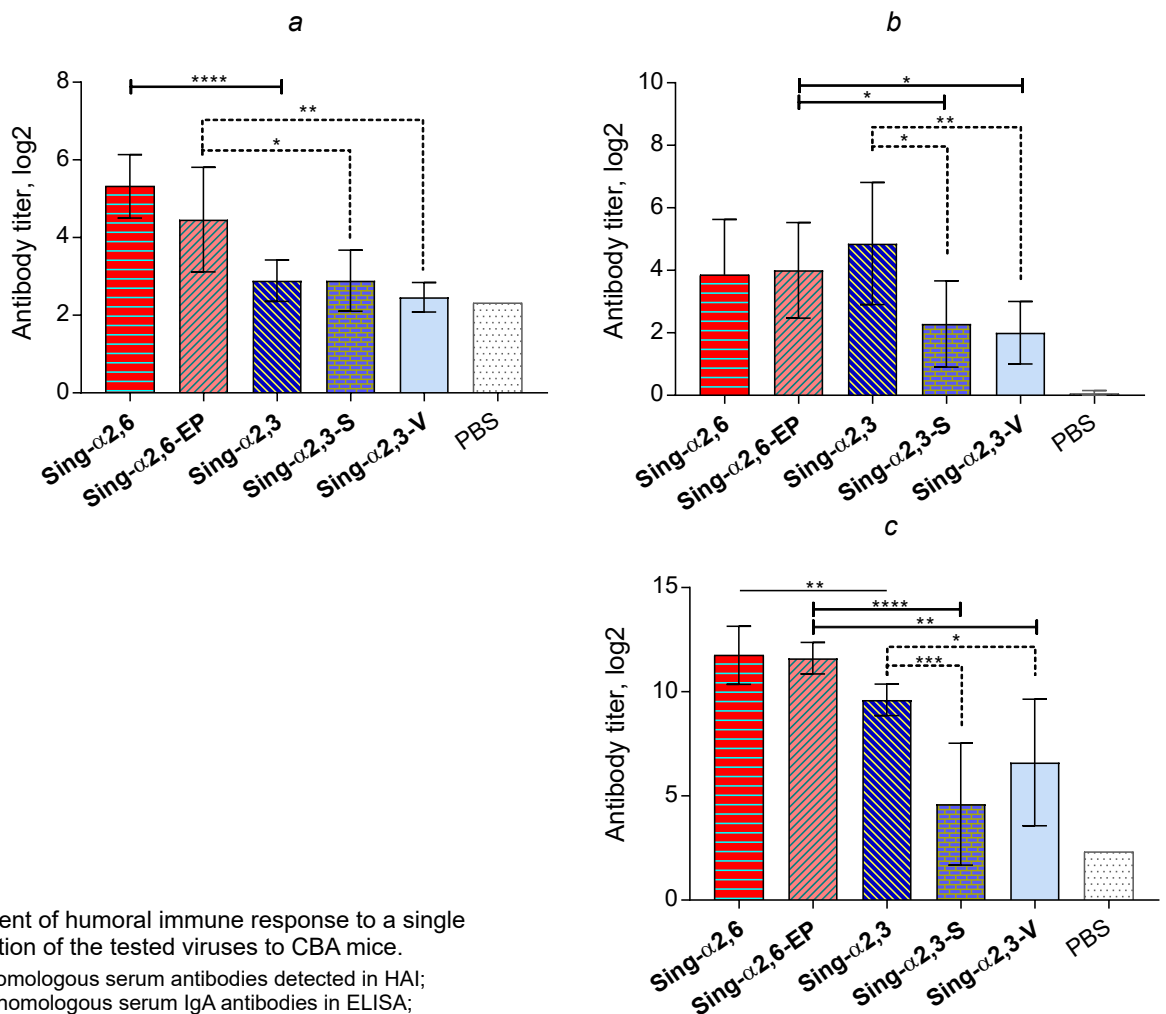 a
8
6
4
2
0
Antibody titer, log2
****
**
*
Sing-α2,6
Sing-α2,6-EP
Sing-α2,3
Sing-α2,3-S
Sing-α2,3-V
PBS
b
10
8
6
4
2
0
Antibody titer, log2
*
*
**
*
Sing-α2,6
Sing-α2,6-EP
Sing-α2,3
Sing-α2,3-S
Sing-α2,3-V
PBS
c
15
10
5
0
Antibody titer, log2
**
****
**
*
***
Sing-α2,6
Sing-α2,6-EP
Sing-α2,3
Sing-α2,3-S
Sing-α2,3-V
PBS
ent of humoral immune response to a single
tion of the tested viruses to CBA mice.
omologous serum antibodies detected in HAI;
homologous serum IgA antibodies in ELISA;